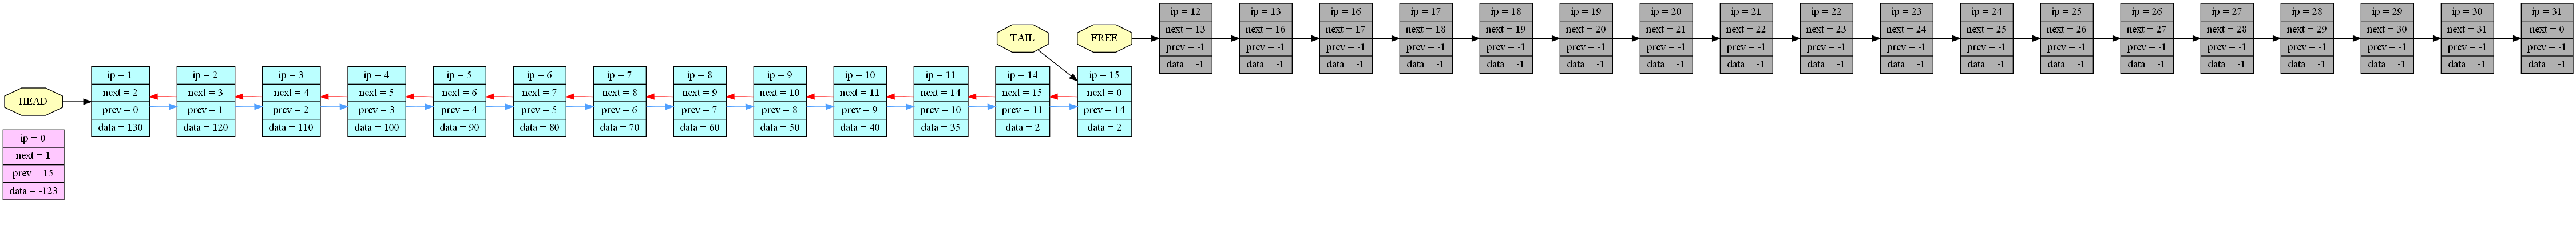 HEAD
ip = 0
next = 1
prev = 15
data = -123
ip = 1
next = 2
prev = 0
data = 130
ip = 2
next = 3
prev = 1
data = 120
ip = 3
next = 4
prev = 2
data = 110
ip = 4
next = 5
prev = 3
data = 100
ip = 5
next = 6
prev = 4
data = 90
ip = 6
next = 7
prev = 5
data = 80
ip = 7
next = 8
prev = 6
data = 70
ip = 8
next = 9
prev = 7
data = 60
ip = 9
next = 10
prev = 8
data = 50
ip = 10
next = 11
prev = 9
data = 40
ip = 11
next = 14
prev = 10
data = 35
ip = 14
next = 15
prev = 11
data = 2
TAIL
ip = 15
next = 0
prev = 14
data = 2
FREE
ip = 12
next = 13
prev = -1
data = -1
ip = 13
next = 16
prev = -1
data = -1
ip = 16
next = 17
prev = -1
data = -1
ip = 17
next = 18
prev = -1
data = -1
ip = 18
next = 19
prev = -1
data = -1
ip = 19
next = 20
prev = -1
data = -1
ip = 20
next = 21
prev = -1
data = -1
ip = 21
next = 22
prev = -1
data = -1
ip = 22
next = 23
prev = -1
data = -1
ip = 23
next = 24
prev = -1
data = -1
ip = 24
next = 25
prev = -1
data = -1
ip = 25
next = 26
prev = -1
data = -1
ip = 26
next = 27
prev = -1
data = -1
ip = 27
next = 28
prev = -1
data = -1
ip = 28
next = 29
prev = -1
data = -1
ip = 29
next = 30
prev = -1
data = -1
ip = 30
next = 31
prev = -1
data = -1
ip = 31
next = 0
prev = -1
data = -1